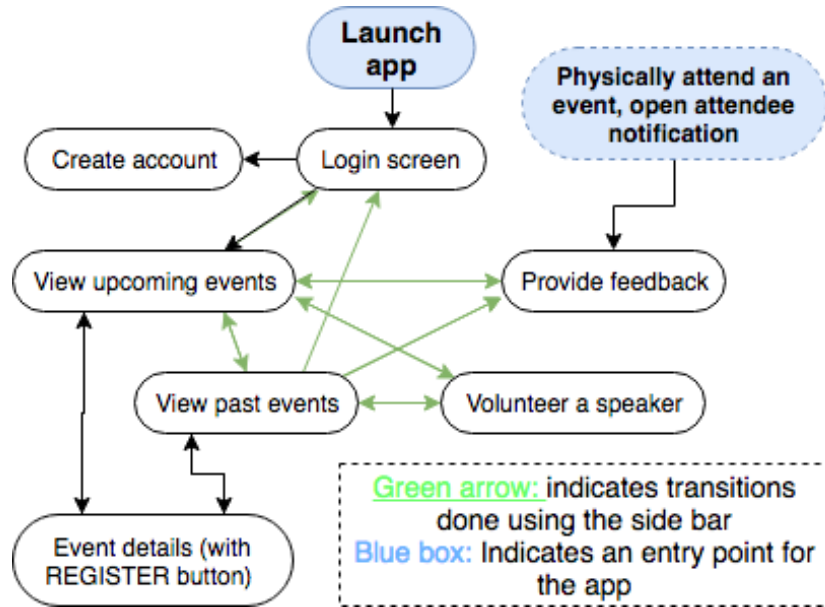 Launch
app
Physically attend an
event, open attendee
notification
Create account
Login screen
View upcoming events
Provide feedback
View past events
Volunteer a speaker
Event details (with
REGISTER button)
Green arrow: indicates transitions
done using the side bar
Blue box: Indicates an entry point for
the app